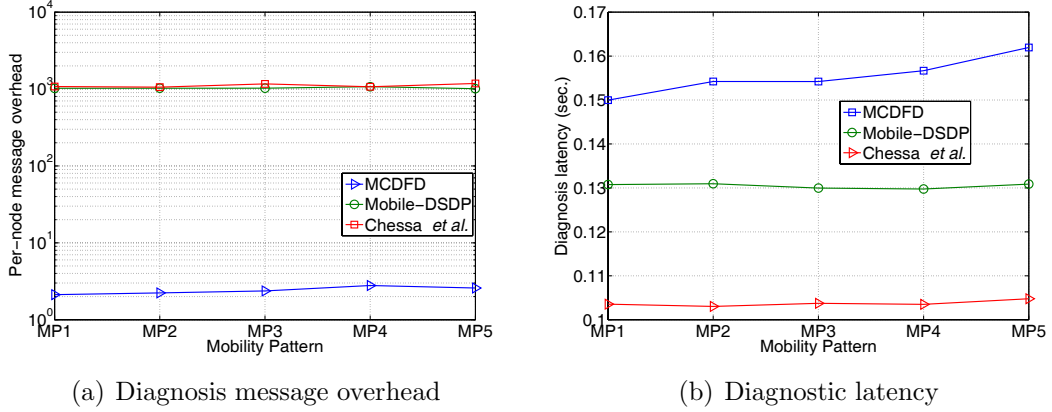 10^4
10^3
10^2
10^1
10^0
Per-node message overhead
MCDFD
Mobile-DSDP
Chessa et al.
MP1 MP2 MP3 MP4 MP5
Mobility Pattern
(a) Diagnosis message overhead
0.17
0.16
0.15
0.14
0.13
0.12
0.11
0.1
Diagnosis latency (sec.)
MCDFD
Mobile-DSDP
Chessa et al.
MP1 MP2 MP3 MP4 MP5
Mobility Pattern
(b) Diagnostic latency